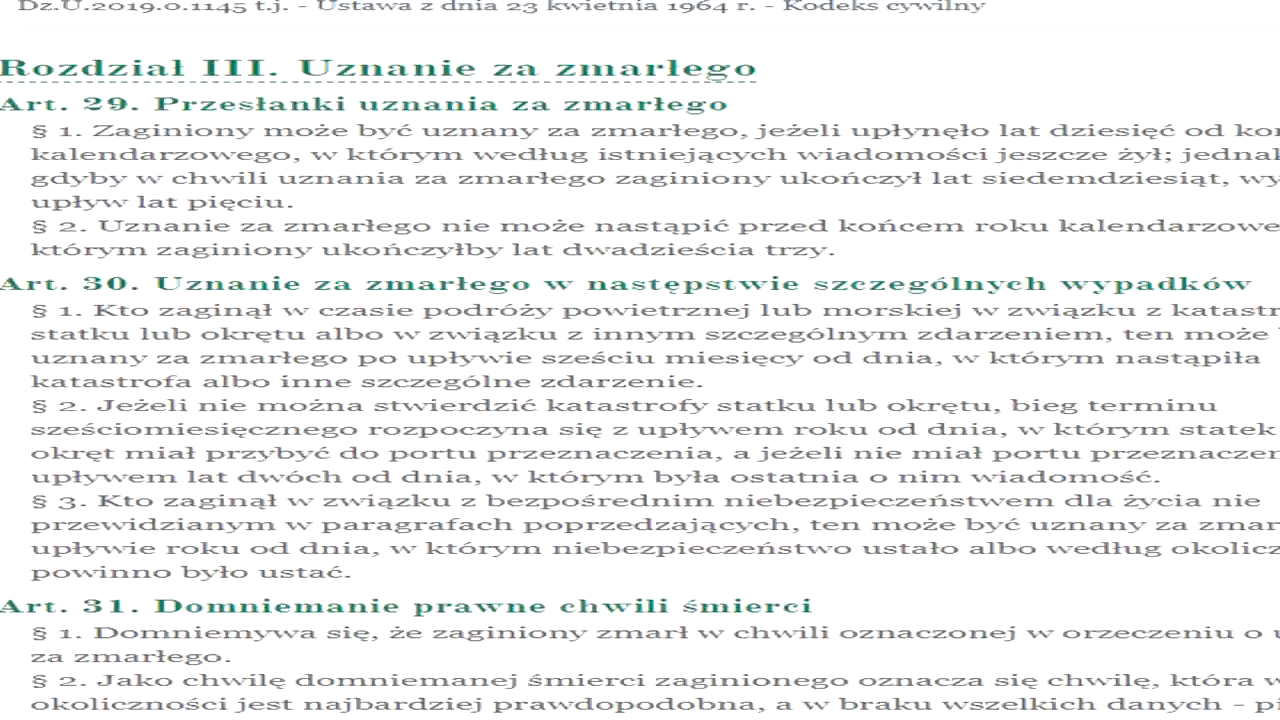 Dz.U.2019.0.1145 t.j. - Ustawa z dnia 23 kwietnia 1964 r. - Kodeks cywilny
Rozdział III. Uznanie za zmarłego
Art. 29. Przesłanki uznania za zmarłego
§ 1. Zaginiony może być uznany za zmarłego, jeżeli upłynęło lat dziesięć od
kalendarzowego, w którym według istniejących wiadomości jeszcze żył;
gdyby w chwili uznania za zmarłego zaginiony ukończył lat siedemdziesiąt,
upływ lat pięciu.
§ 2. Uznanie za zmarłego nie może nastąpić przed końcem roku
którym zaginiony ukończyłby lat dwadzieścia trzy.
Art. 30. Uznanie za zmarłego w następstwie szczególnych wypadków
§ 1. Kto zaginął w czasie podróży powietrznej lub morskiej w związku z
statku lub okrętu albo w związku z innym szczególnym zdarzeniem, ten może
uznany za zmarłego po upływie sześciu miesięcy od dnia, w którym nastąpiła
katastrofa albo inne szczególne zdarzenie.
§ 2. Jeżeli nie można stwierdzić katastrofy statku lub okrętu, bieg terminu
sześciomiesięcznego rozpoczyna się z upływem roku od dnia, w którym statek
okręt miał przybyć do portu przeznaczenia, a jeżeli nie miał portu
upływem lat dwóch od dnia, w którym była ostatnia o nim wiadomość.
§ 3. Kto zaginął w związku z bezpośrednim niebezpieczeństwem dla życia nie
przewidzianym w paragrafach poprzedzających, ten może być uznany za
upływie roku od dnia, w którym niebezpieczeństwo ustało albo według
powinno było ustać.
Art. 31. Domniemanie prawne chwili śmierci
§ 1. Domniemywa się, że zaginiony zmarł w chwili oznaczonej w orzeczeniu o
za zmarłego.
§ 2. Jako chwilę domniemanej śmierci zaginionego oznacza się chwilę, która
okoliczności jest najbardziej prawdopodobna, a w braku wszelkich danych -